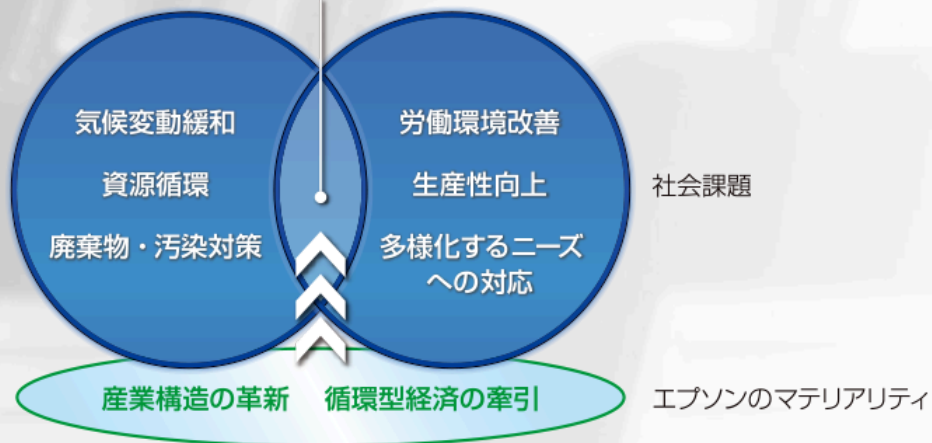 気候変動緩和
資源循環
廃棄物・汚染対策
労働環境改善
生産性向上
多様化するニーズ
への対応
社会課題
産業構造の革新 循環型経済の牽引
エプソンのマテリアリティ